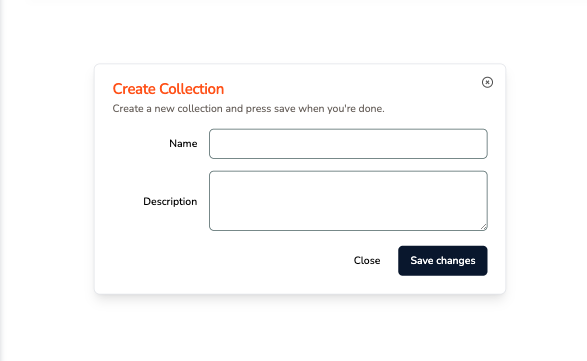 Create Collection
Create a new collection and press save when you're done.
Name
Description
Close
Save changes